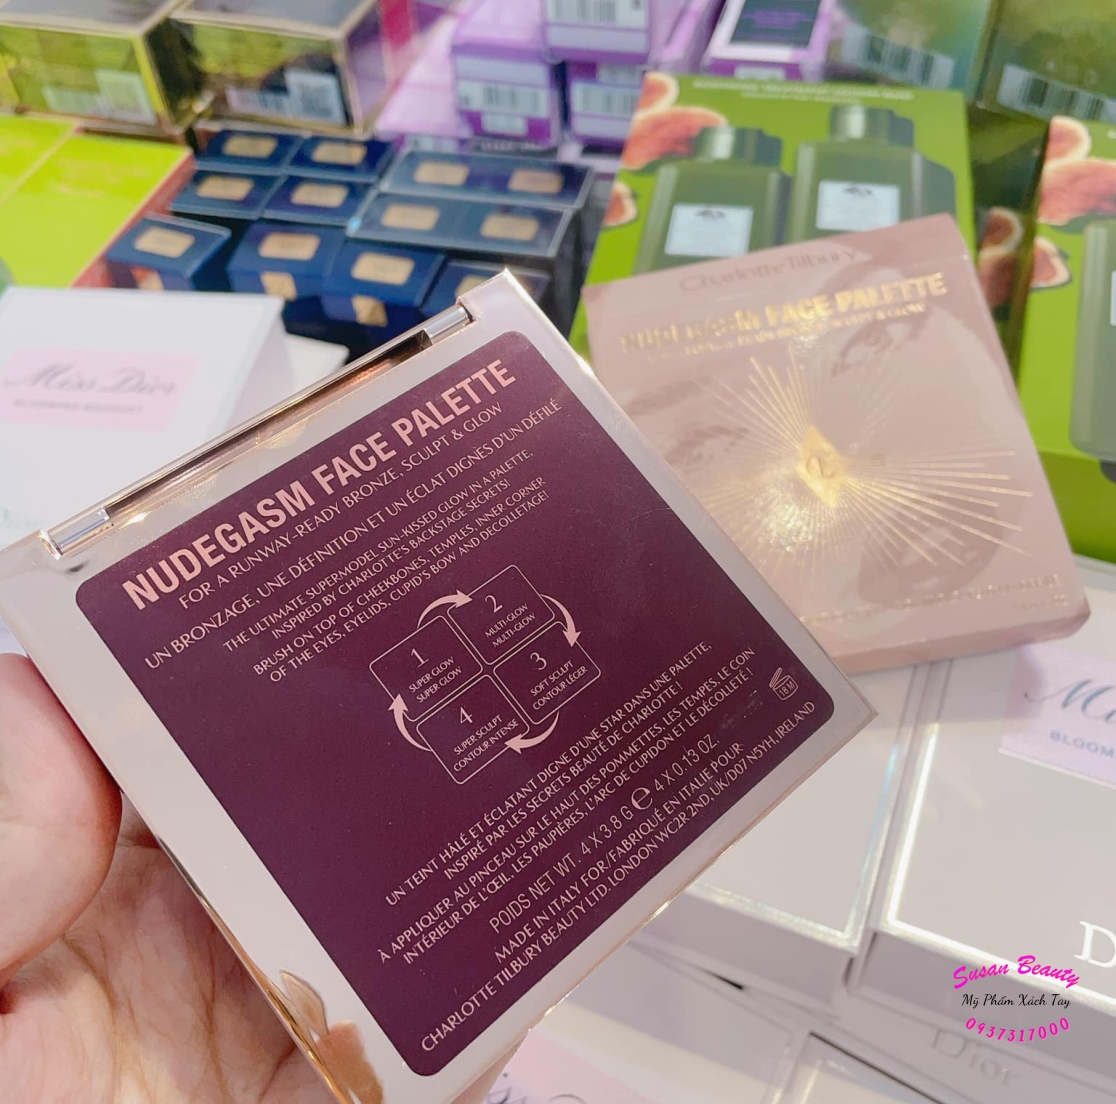 Charlotte Tilbury
FACE PALETTE
Miss Dior
BLOOMING BOUQUET
NUDEGASM FACE PALETTE
FOR A RUNWAY-READY BRONZE, SCULPT & GLOW
UN BRONZAGE, UNE DÉFINITION ET UN ÉCLAT DIGNES D'UN DÉFILÉ
THE ULTIMATE SUPERMODEL SUN-KISSED GLOW IN A PALETTE,
INSPIRED BY CHARLOTTE'S BACKSTAGE SECRETS!
BRUSH ON TOP OF CHEEKBONES, TEMPLES, INNER CORNER
OF THE EYES, EYELIDS, CUPID'S BOW AND DECOLLETAGE!
1
SUPER GLOW
SUPER GLOW
2
MULTI-GLOW
MULTI-GLOW
3
SOFT SCULPT
CONTOUR LÉGER
4
SUPER SCULPT
CONTOUR INTENSE
18 M
UN TEINT HÂLÉ ET ÉCLATANT DIGNE D'UNE STAR DANS UNE PALETTE,
INSPIRÉ PAR LES SECRETS BEAUTÉ DE CHARLOTTE!
À APPLIQUER AU PINCEAU SUR LE HAUT DES POMMETTES, LES TEMPES, LE COIN
INTÉRIEUR DE L'ŒIL, LES PAUPIÈRES, L'ARC DE CUPIDON ET LE DÉCOLLETÉ!
POIDS NET WT. 4 X 3.8 G ℮ 4 X 0.13 OZ.
MADE IN ITALY FOR/FABRIQUÉ EN ITALIE POUR:
CHARLOTTE TILBURY BEAUTY LTD. LONDON WC2R 2ND, UK/D07 N5YH, IRELAND
BLOOM
D
Susan Beauty
Mỹ Phẩm Xách Tay
0937317000
Dior